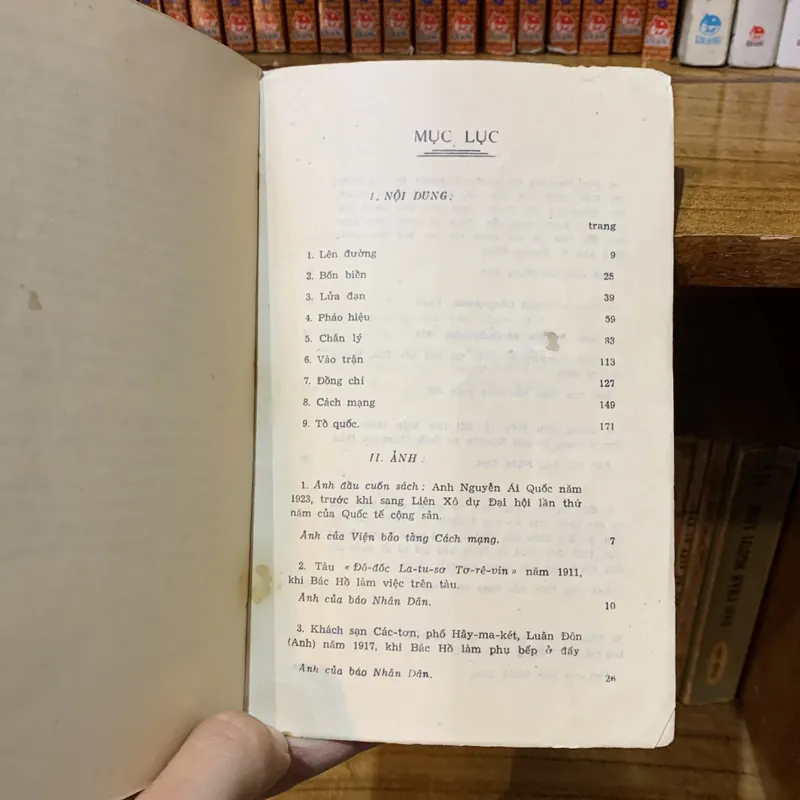 MỤC LỤC
I. NỘI DUNG:
trang
1. Lên đường 9
2. Bốn biển 25
3. Lửa đạn 39
4. Pháo hiệu 59
5. Chân lý 83
6. Vào trận 113
7. Đồng chí 127
8. Cách mạng 149
9. Tổ quốc. 171
II. ẢNH:
1. Ảnh đầu cuốn sách: Anh Nguyễn Ái Quốc năm
1923, trước khi sang Liên Xô dự Đại hội lần thứ
năm của Quốc tế cộng sản.
Ảnh của Viện bảo tàng Cách mạng. 7
2. Tàu «Đô-đốc La-tu-sơ Tơ-rê-vin» năm 1911,
khi Bác Hồ làm việc trên tàu.
Ảnh của báo Nhân Dân. 10
3. Khách sạn Các-tơn, phố Hây-ma-két, Luân Đôn
(Anh) năm 1917, khi Bác Hồ làm phụ bếp ở đấy
Ảnh của báo Nhân Dân. 26